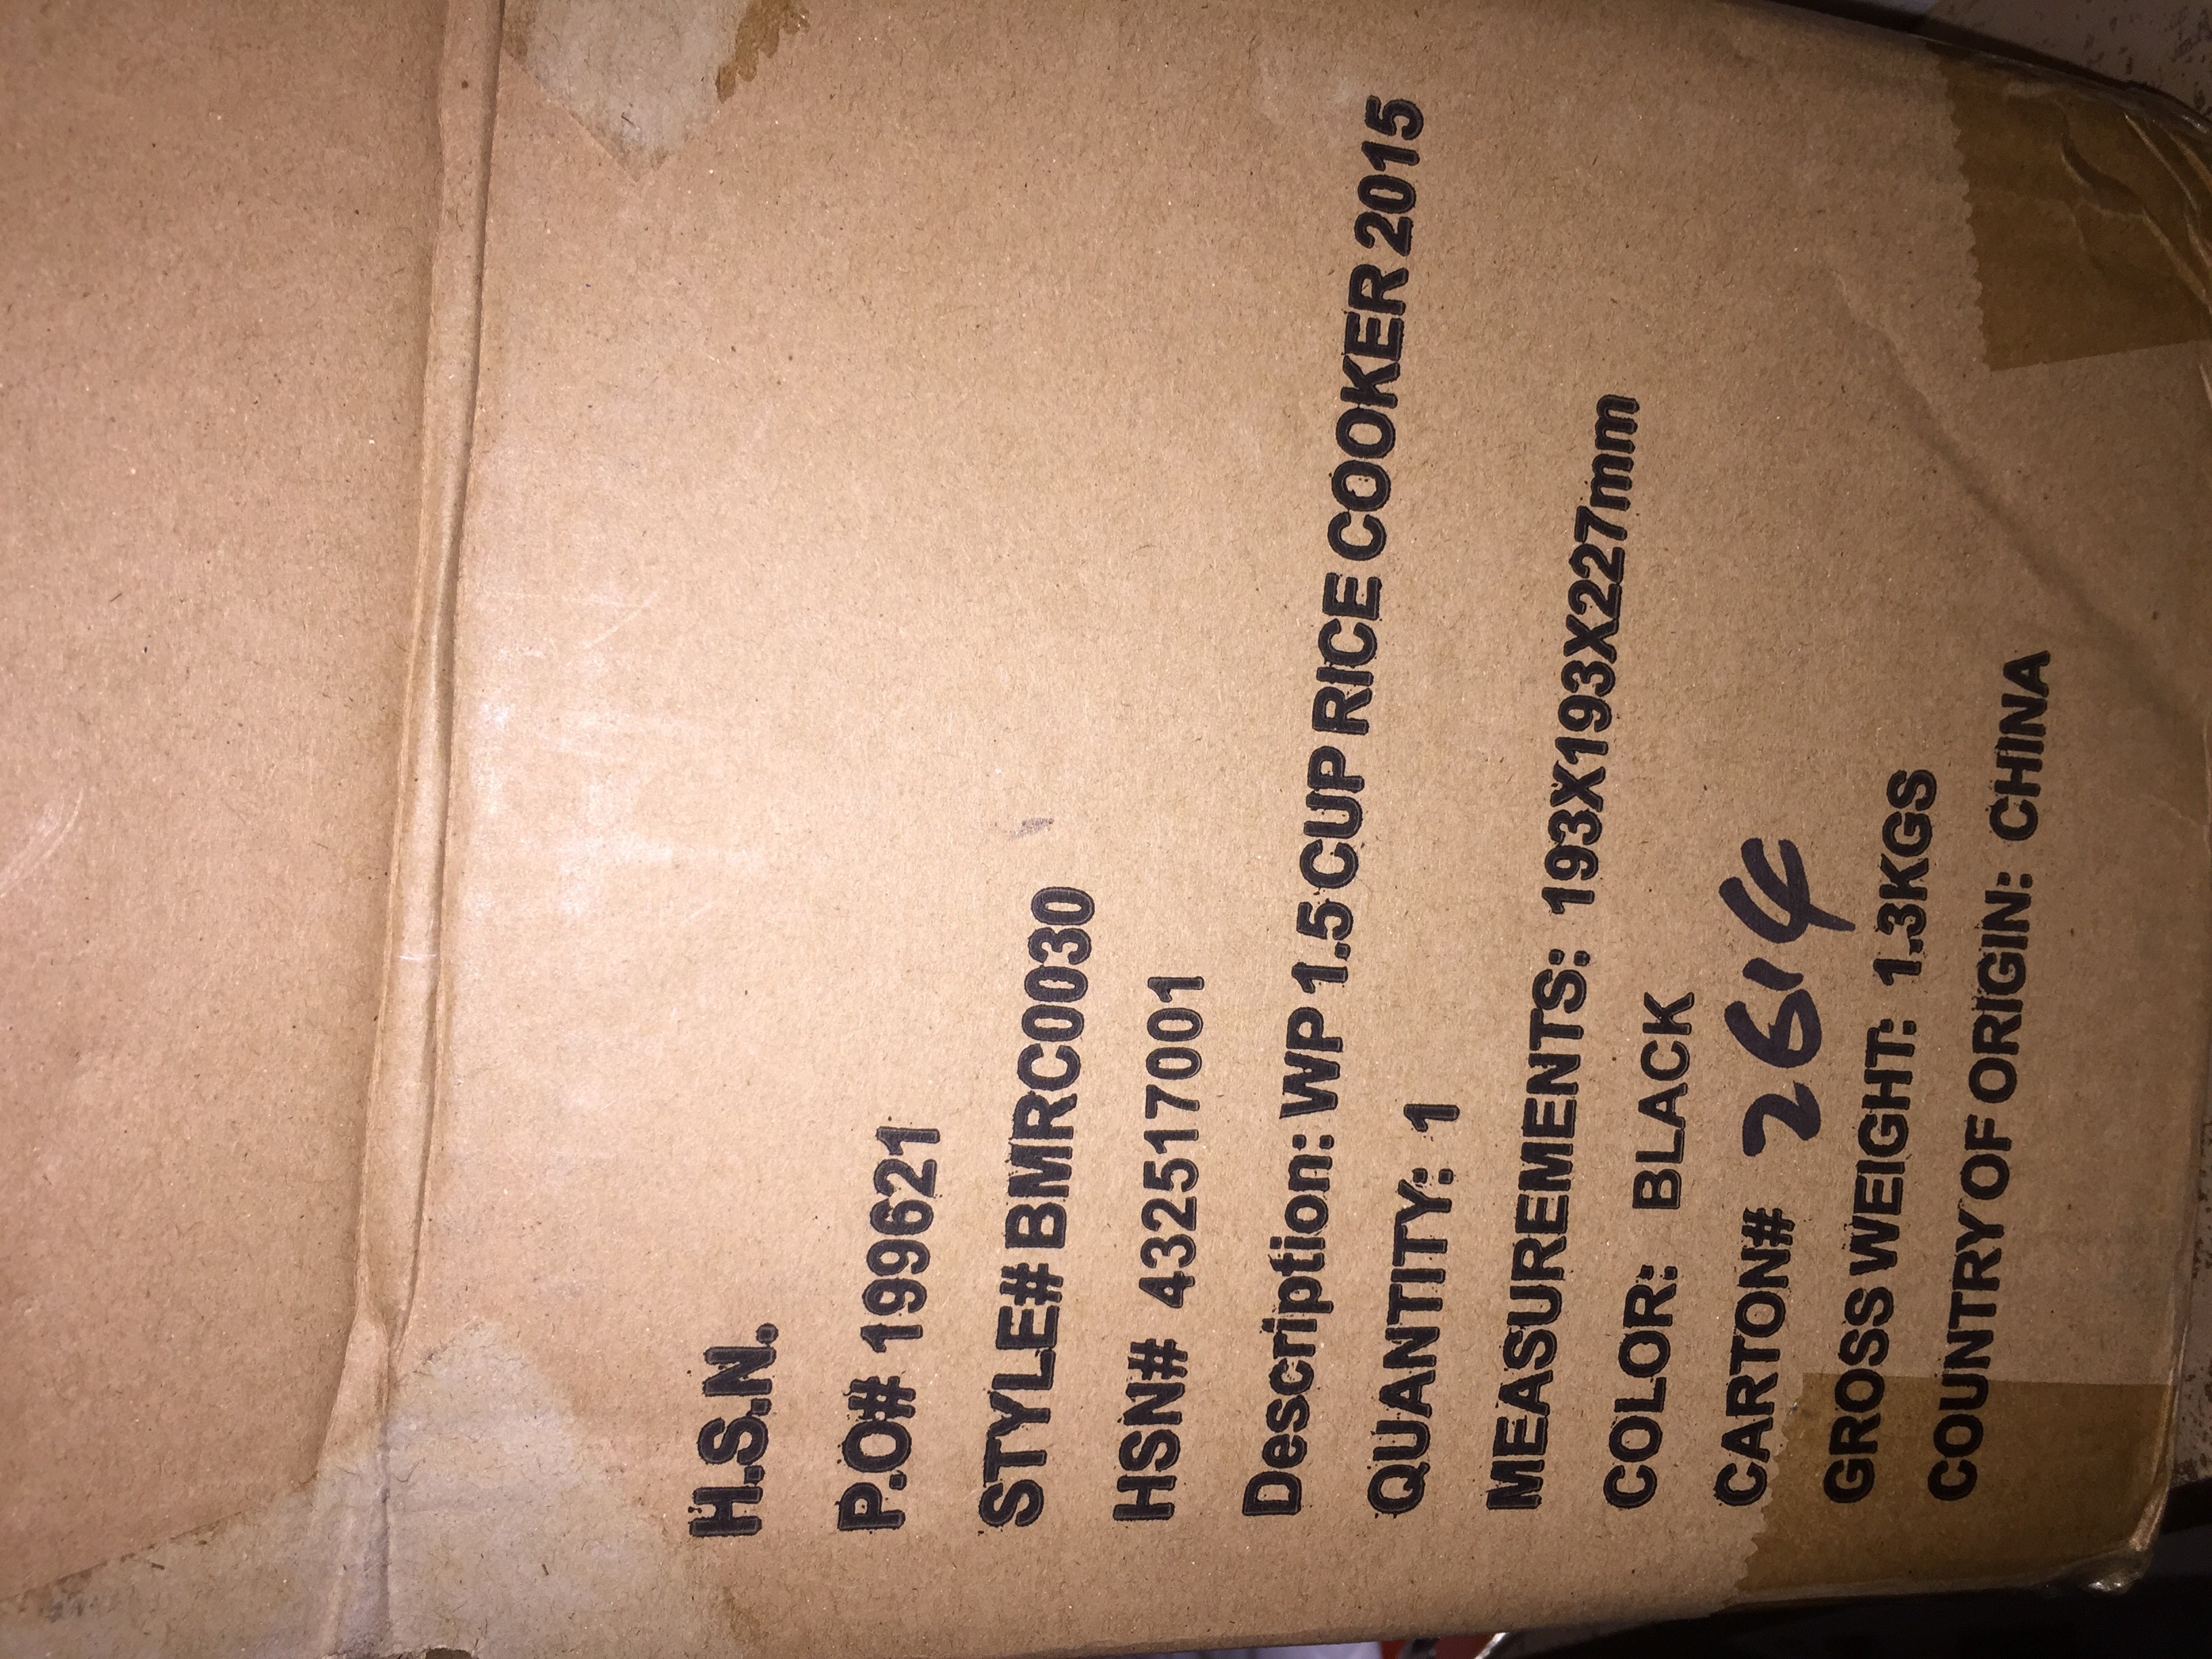 H.S.N.
P.O# 199621
STYLE# BMRC0030
HSN# 432517001
Description: WP 1.5 CUP RICE COOKER 2015
QUANTITY: 1
MEASUREMENTS: 193X193X227mm
COLOR: BLACK
CARTON# 2614
GROSS WEIGHT: 1.3KGS
COUNTRY OF ORIGIN: CHINA